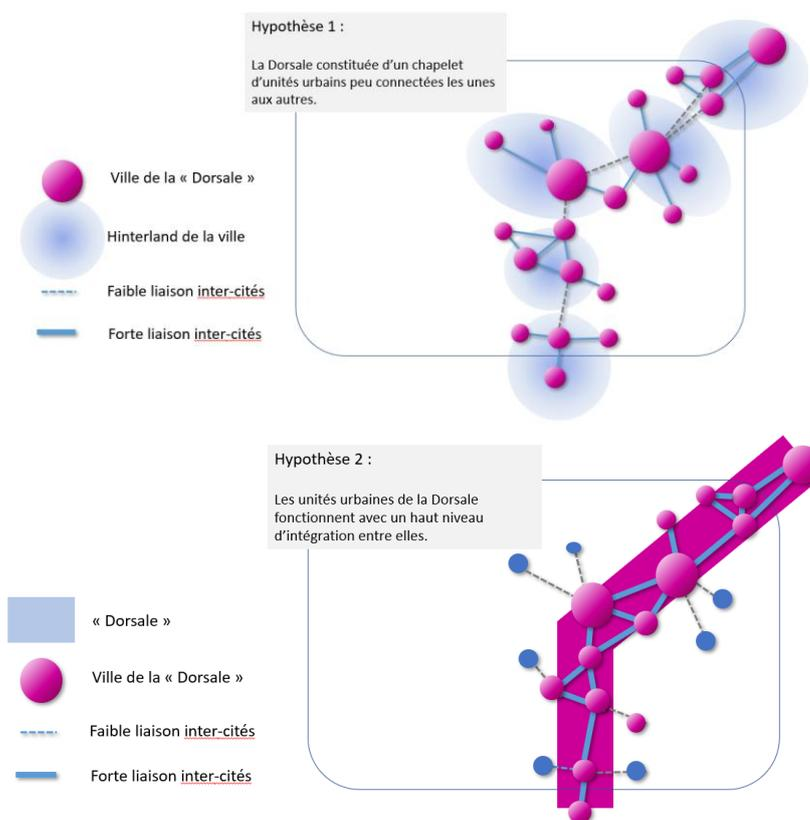 Hypothèse 1 :
La Dorsale constituée d’un chapelet
d’unités urbains peu connectées les unes
aux autres.
Ville de la « Dorsale »
Hinterland de la ville
Faible liaison inter-cités
Forte liaison inter-cités
Hypothèse 2 :
Les unités urbaines de la Dorsale
fonctionnent avec un haut niveau
d’intégration entre elles.
« Dorsale »
Ville de la « Dorsale »
Faible liaison inter-cités
Forte liaison inter-cités